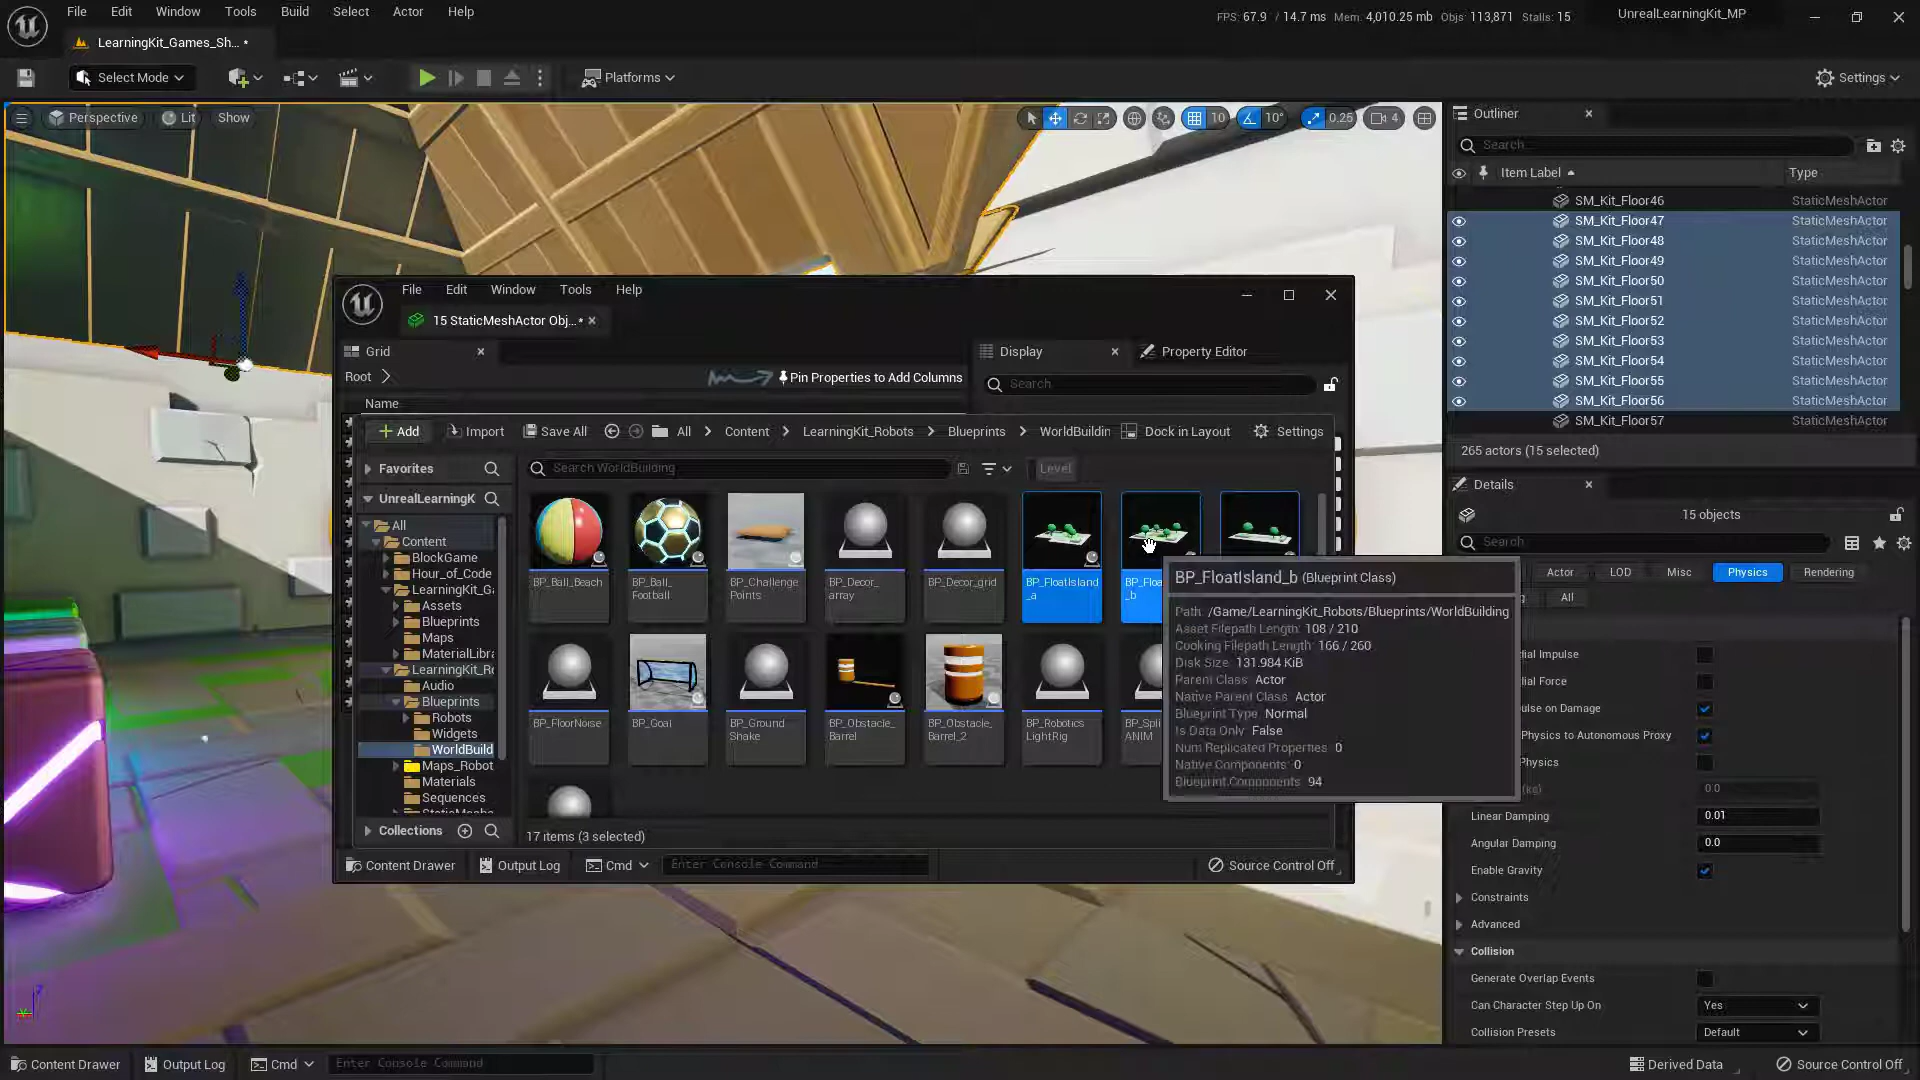 File Edit Window Tools Build Select Actor Help
FPS: 67.9 / 14.7 ms Mem: 4,010.25 mb Objs: 113,871 Stalls: 15
UnrealLearningKit_MP
LearningKit_Games_Sh... •
Select Mode
Platforms
Settings
Perspective Lit Show
10 10° 0.25 4
Outliner
Search...
Item Label Type
SM_Kit_Floor46 StaticMeshActor
SM_Kit_Floor47 StaticMeshActor
SM_Kit_Floor48 StaticMeshActor
SM_Kit_Floor49 StaticMeshActor
SM_Kit_Floor50 StaticMeshActor
SM_Kit_Floor51 StaticMeshActor
SM_Kit_Floor52 StaticMeshActor
SM_Kit_Floor53 StaticMeshActor
SM_Kit_Floor54 StaticMeshActor
SM_Kit_Floor55 StaticMeshActor
SM_Kit_Floor56 StaticMeshActor
SM_Kit_Floor57 StaticMeshActor
265 actors (15 selected)
Details
15 objects
Search
Actor LOD Misc Physics Rendering
All
Impulse
Force
on Damage
Physics to Autonomous Proxy
Physics
0.0
Linear Damping 0.01
Angular Damping 0.0
Enable Gravity
Constraints
Advanced
Collision
Generate Overlap Events
Can Character Step Up On Yes
Collision Presets Default
File Edit Window Tools Help
15 StaticMeshActor Obj...•
Grid
Display
Property Editor
Root
Pin Properties to Add Columns
Search
Name
Add Import Save All All Content LearningKit_Robots Blueprints WorldBuildin Dock in Layout Settings
Favorites
Search WorldBuilding
Level
UnrealLearningK
All
Content
BlockGame
Hour_of_Code
LearningKit_Ga
Assets
Blueprints
Maps
MaterialLibra
LearningKit_Ro
Audio
Blueprints
Robots
Widgets
WorldBuild
Maps_Robot
Materials
Sequences
Collections
BP_Ball_Beach
BP_Ball_
Football
BP_Challenge
Points
BP_Decor_
array
BP_Decor_grid
BP_FloatIsland
_a
BP_Floa
_b
BP_FloorNoise
BP_Goal
BP_Ground
Shake
BP_Obstacle_
Barrel
BP_Obstacle_
Barrel_2
BP_Robotics
LightRig
BP_Spli
ANIM
17 items (3 selected)
BP_FloatIsland_b (Blueprint Class)
Path: /Game/LearningKit_Robots/Blueprints/WorldBuilding
Asset Filepath Length: 108 / 210
Cooking Filepath Length: 166 / 260
Disk Size: 131.984 KiB
Parent Class: Actor
Native Parent Class: Actor
Blueprint Type: Normal
Is Data Only: False
Num Replicated Properties: 0
Native Components: 0
Blueprint Components: 94
Content Drawer Output Log Cmd Enter Console Command Source Control Off
Content Drawer Output Log Cmd Enter Console Command Derived Data Source Control Off